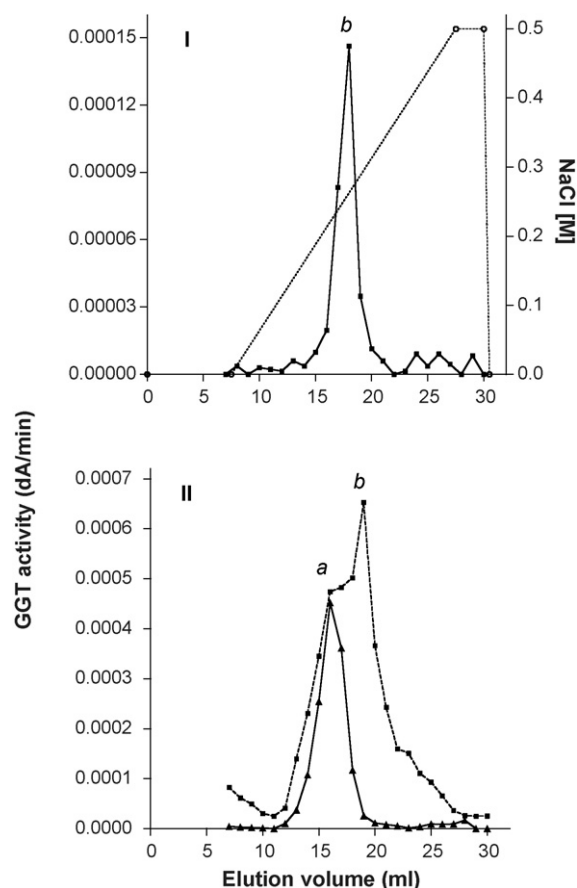 I
b
0.00015
0.00012
0.00009
0.00006
0.00003
0.00000
0.5
0.4
0.3
0.2
0.1
0.0
NaCl [M]
0 5 10 15 20 25 30
GGT activity (dA/min)
II
b
a
0.0007
0.0006
0.0005
0.0004
0.0003
0.0002
0.0001
0.0000
0 5 10 15 20 25 30
Elution volume (ml)